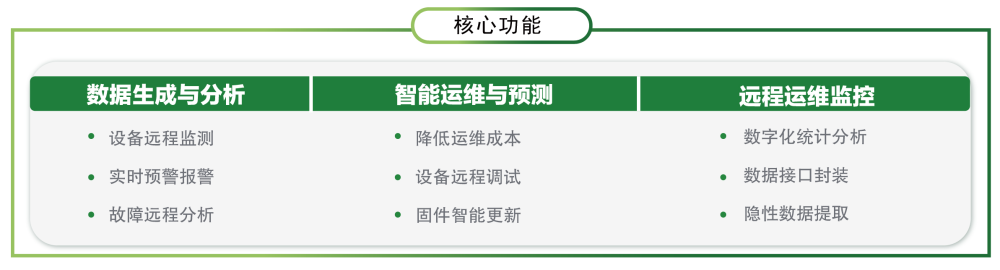 核心功能
数据生成与分析
设备远程监测
实时预警报警
故障远程分析
智能运维与预测
降低运维成本
设备远程调试
固件智能更新
远程运维监控
数字化统计分析
数据接口封装
隐性数据提取